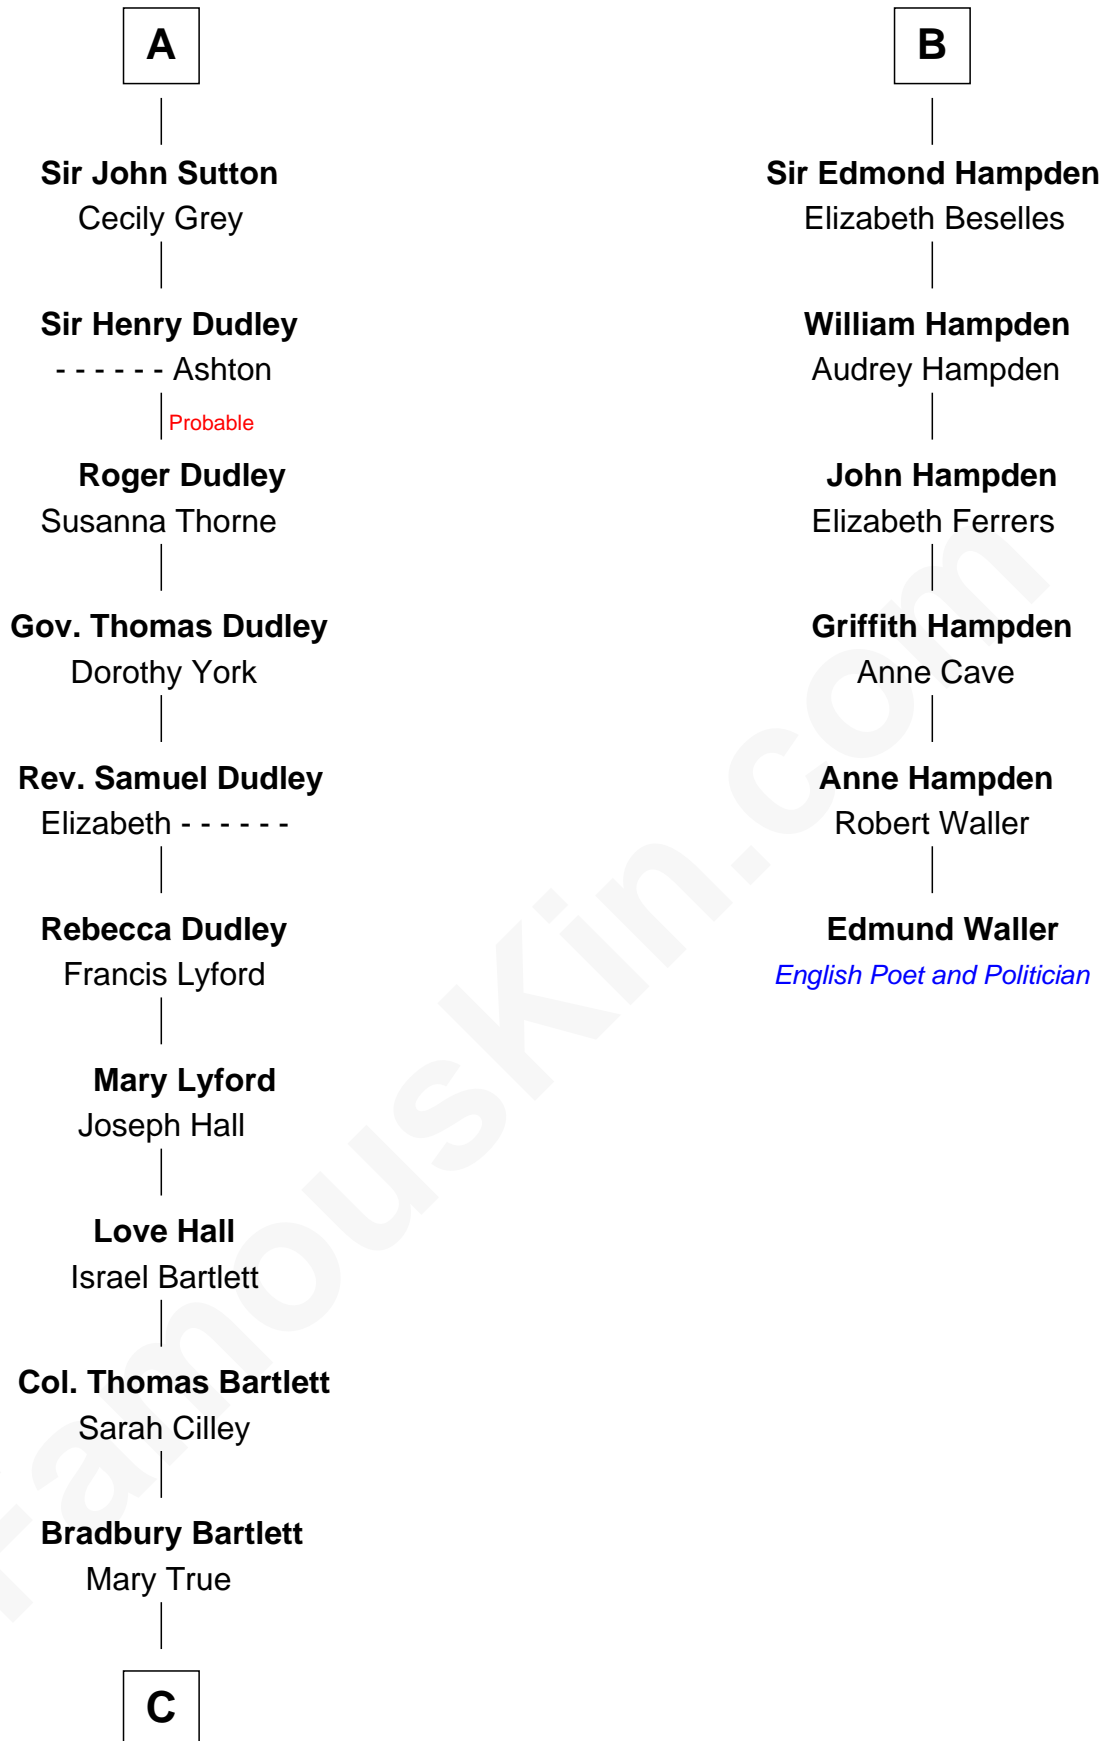 A
Sir John Sutton
Cecily Grey
Sir Henry Dudley
- - - - - - Ashton
Probable
Roger Dudley
Susanna Thorne
Gov. Thomas Dudley
Dorothy York
Rev. Samuel Dudley
Elizabeth - - - - - -
Rebecca Dudley
Francis Lyford
Mary Lyford
Joseph Hall
Love Hall
Israel Bartlett
Col. Thomas Bartlett
Sarah Cilley
Bradbury Bartlett
Mary True
C
B
Sir Edmond Hampden
Elizabeth Beselles
William Hampden
Audrey Hampden
John Hampden
Elizabeth Ferrers
Griffith Hampden
Anne Cave
Anne Hampden
Robert Waller
Edmund Waller
English Poet and Politician
FamousKin.com